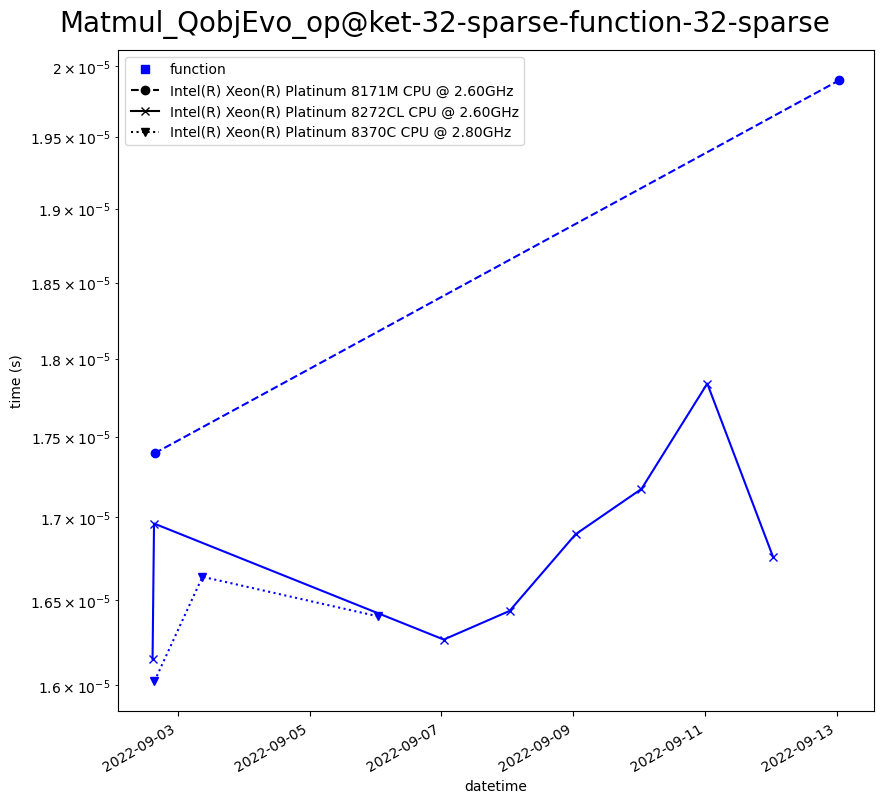 Matmul_QobjEvo_op@ket-32-sparse-function-32-sparse
function
Intel(R) Xeon(R) Platinum 8171M CPU @ 2.60GHz
Intel(R) Xeon(R) Platinum 8272CL CPU @ 2.60GHz
Intel(R) Xeon(R) Platinum 8370C CPU @ 2.80GHz
time (s)
2 × 10⁻⁵
1.95 × 10⁻⁵
1.9 × 10⁻⁵
1.85 × 10⁻⁵
1.8 × 10⁻⁵
1.75 × 10⁻⁵
1.7 × 10⁻⁵
1.65 × 10⁻⁵
1.6 × 10⁻⁵
2022-09-03
2022-09-05
2022-09-07
2022-09-09
2022-09-11
2022-09-13
datetime